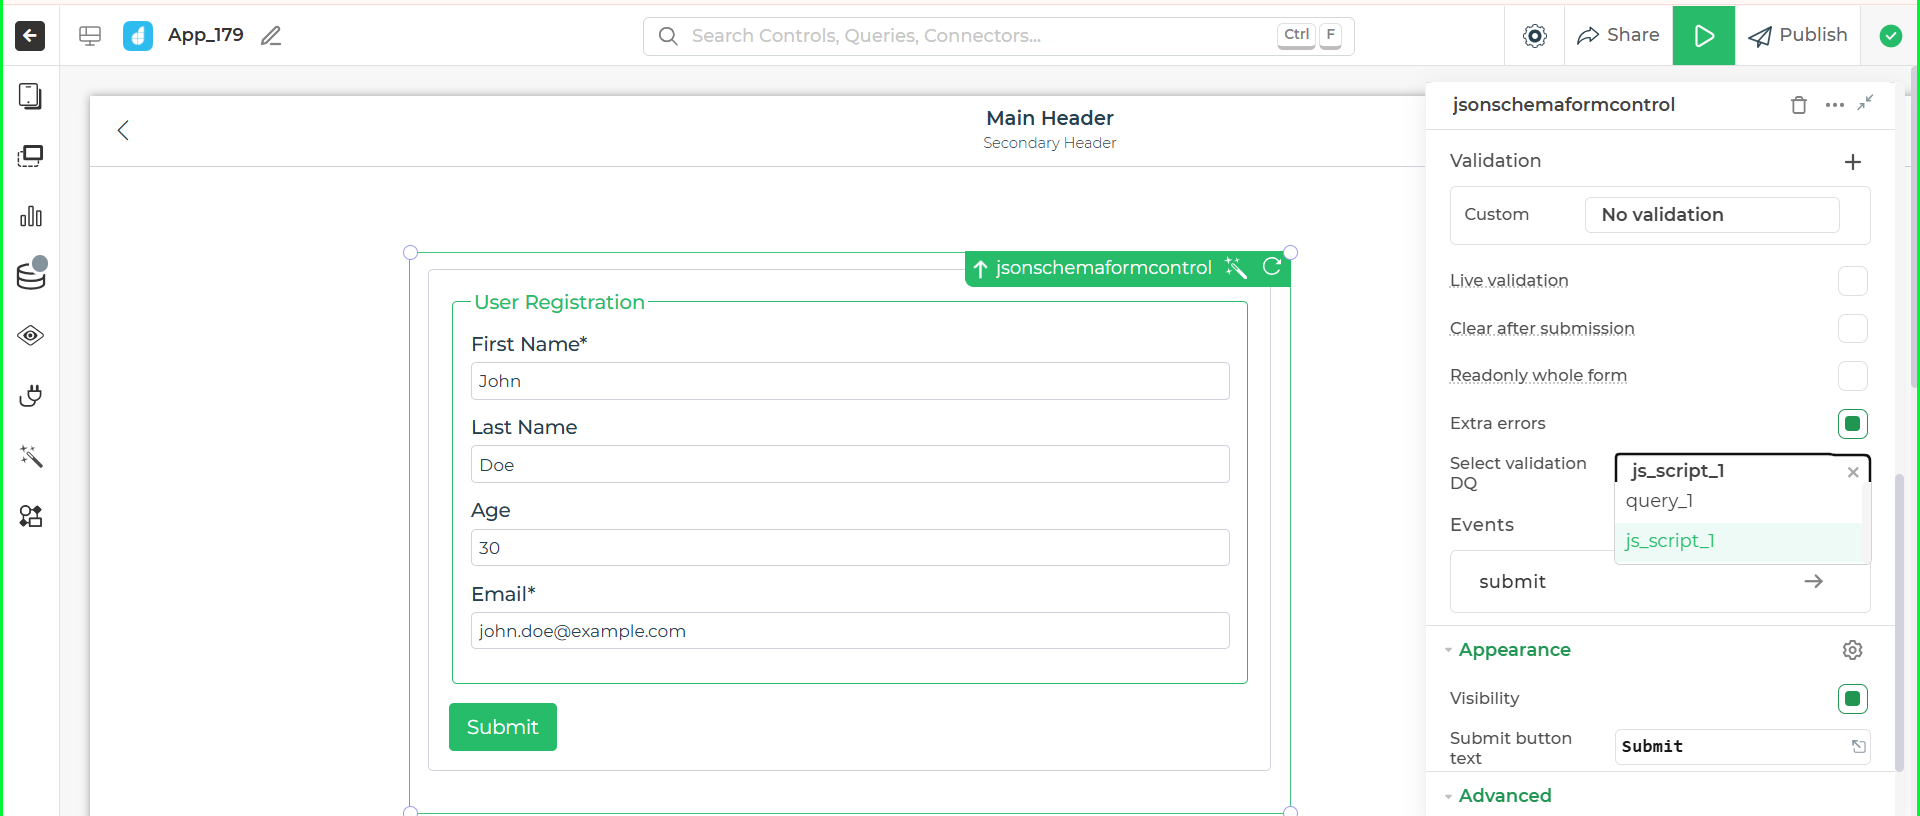 App_179
Search Controls, Queries, Connectors...
Ctrl
F
Share
Publish
Main Header
Secondary Header
jsonschemaformcontrol
User Registration
First Name*
John
Last Name
Doe
Age
30
Email*
john.doe@example.com
Submit
jsonschemaformcontrol
Validation
Custom
No validation
Live validation
Clear after submission
Readonly whole form
Extra errors
Select validation
DQ
js_script_1
query_1
js_script_1
Events
submit
Appearance
Visibility
Submit button
text
Submit
Advanced